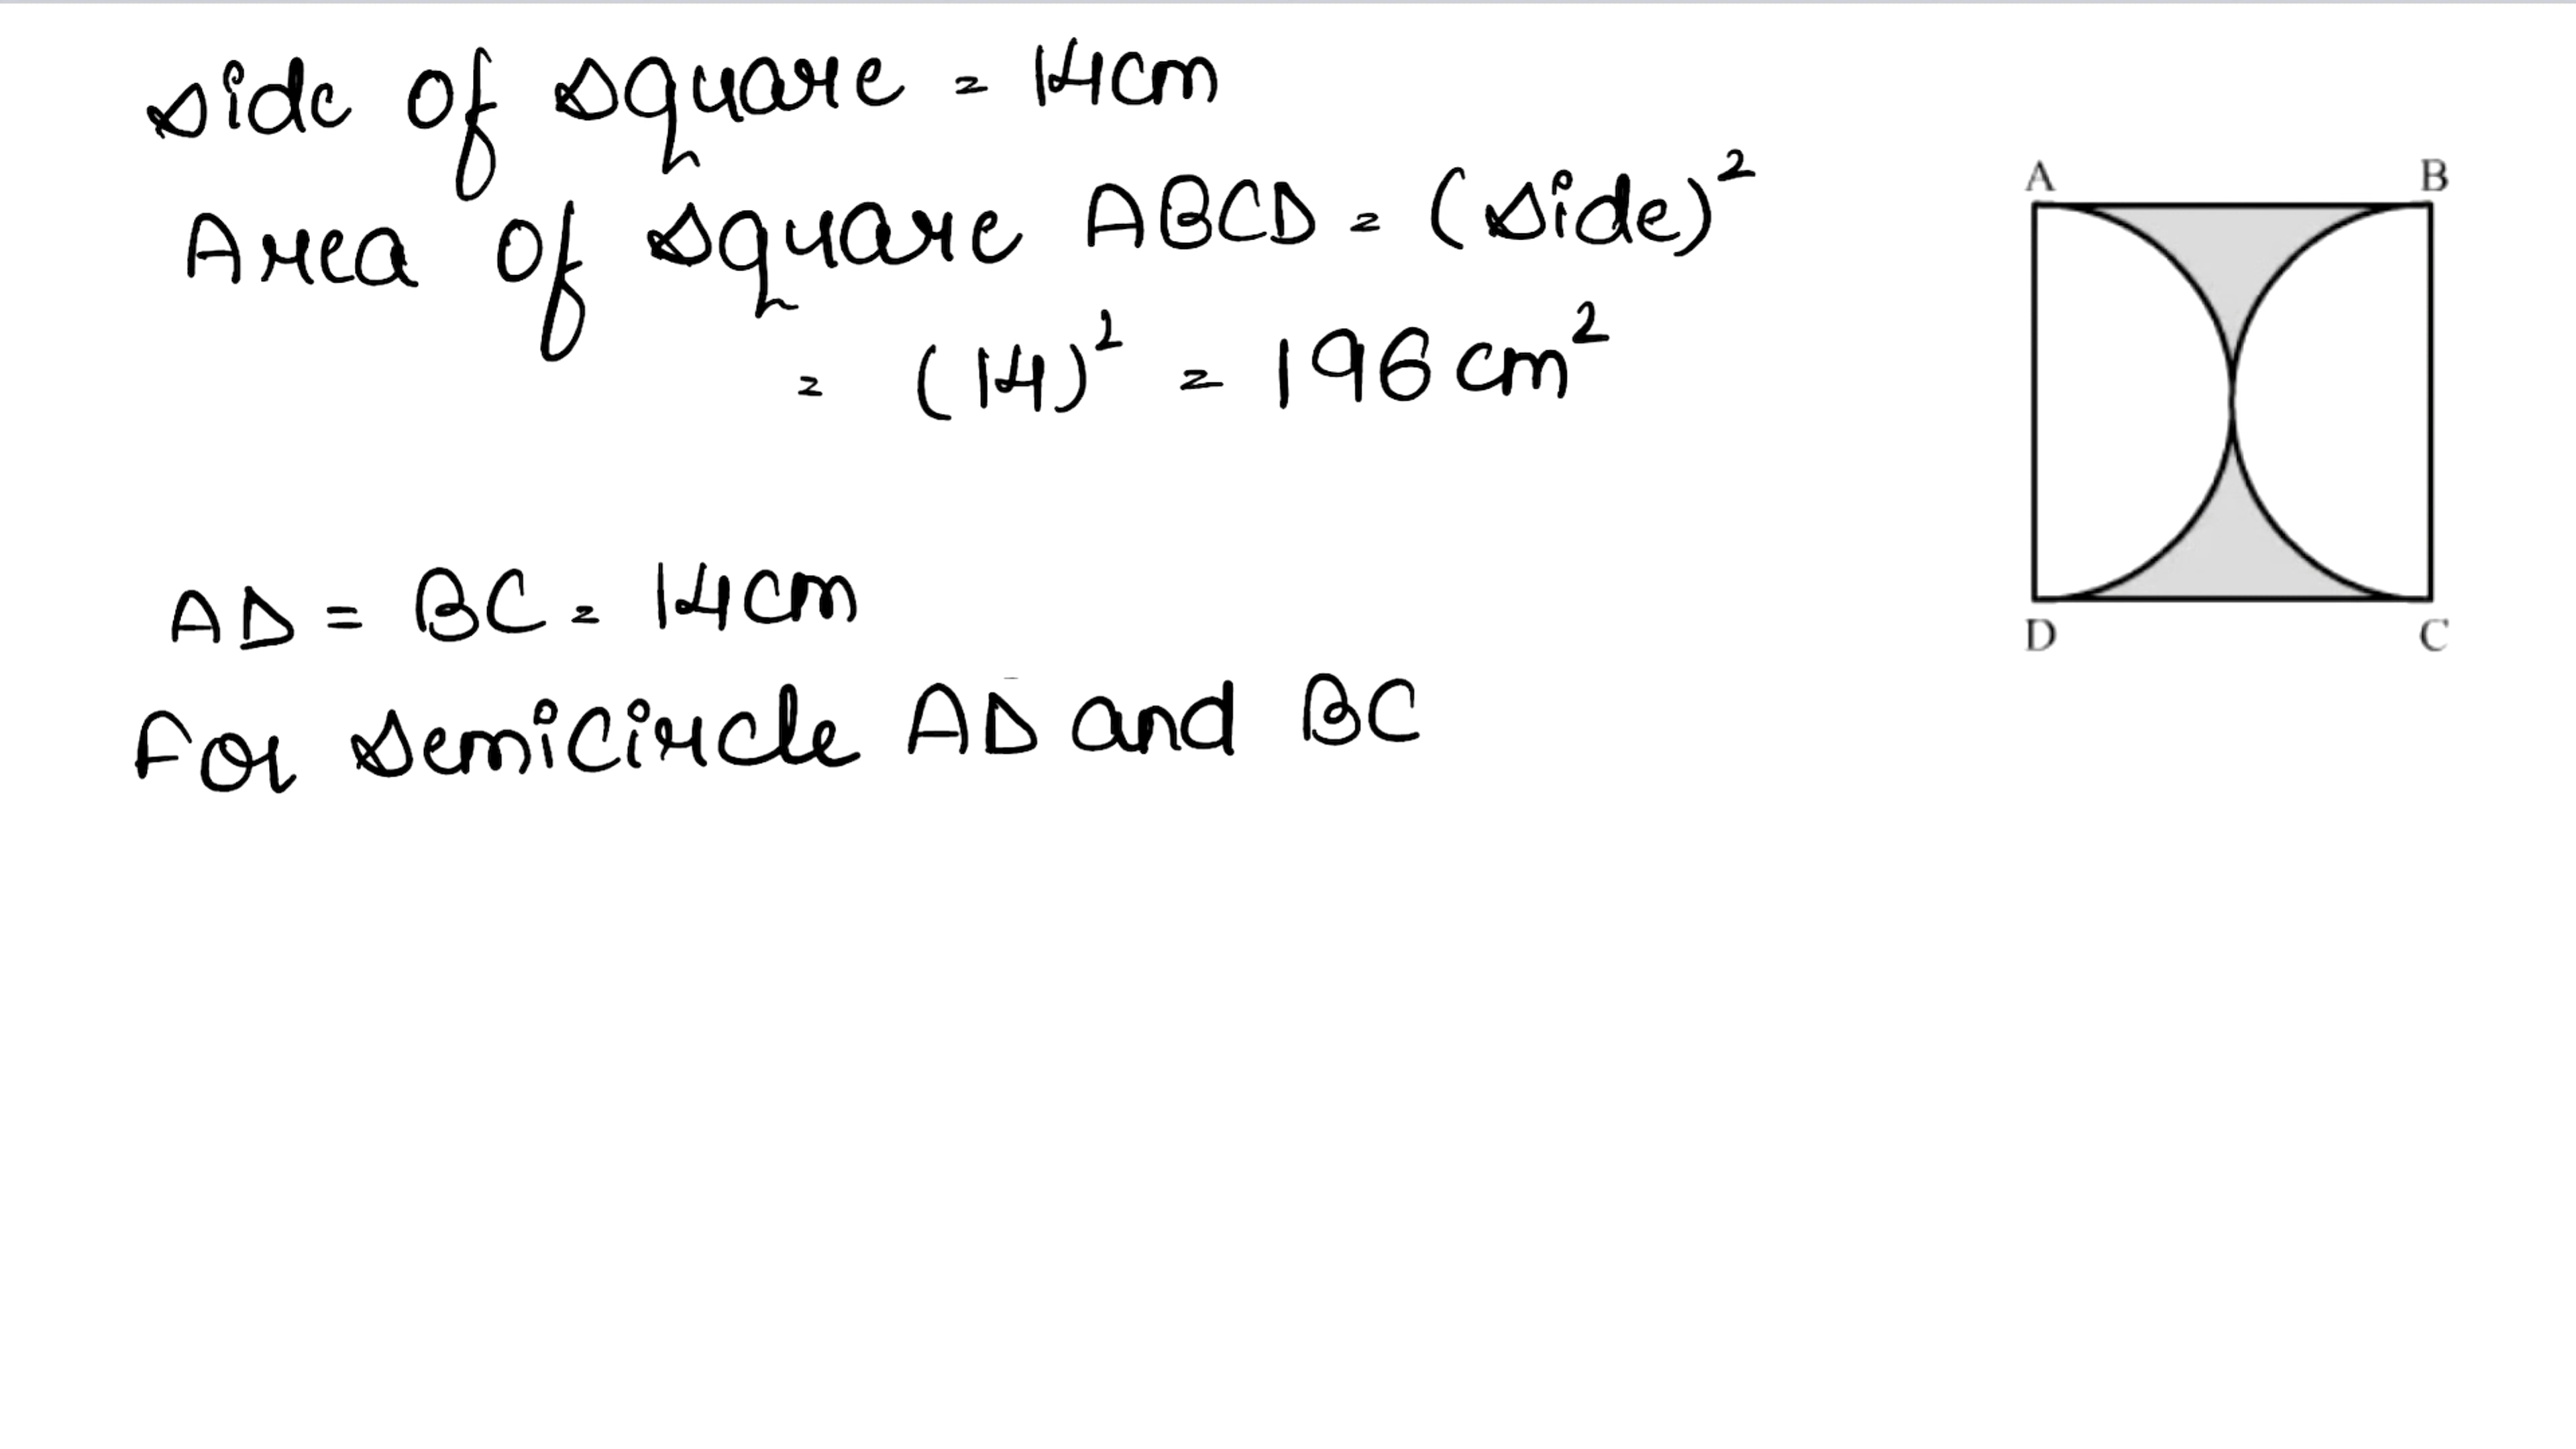 side of square = 14cm
Area of square ABCD = (side)²
= (14)² = 196 cm²
AD = BC = 14cm
For semicircle AD and BC
A B
D C